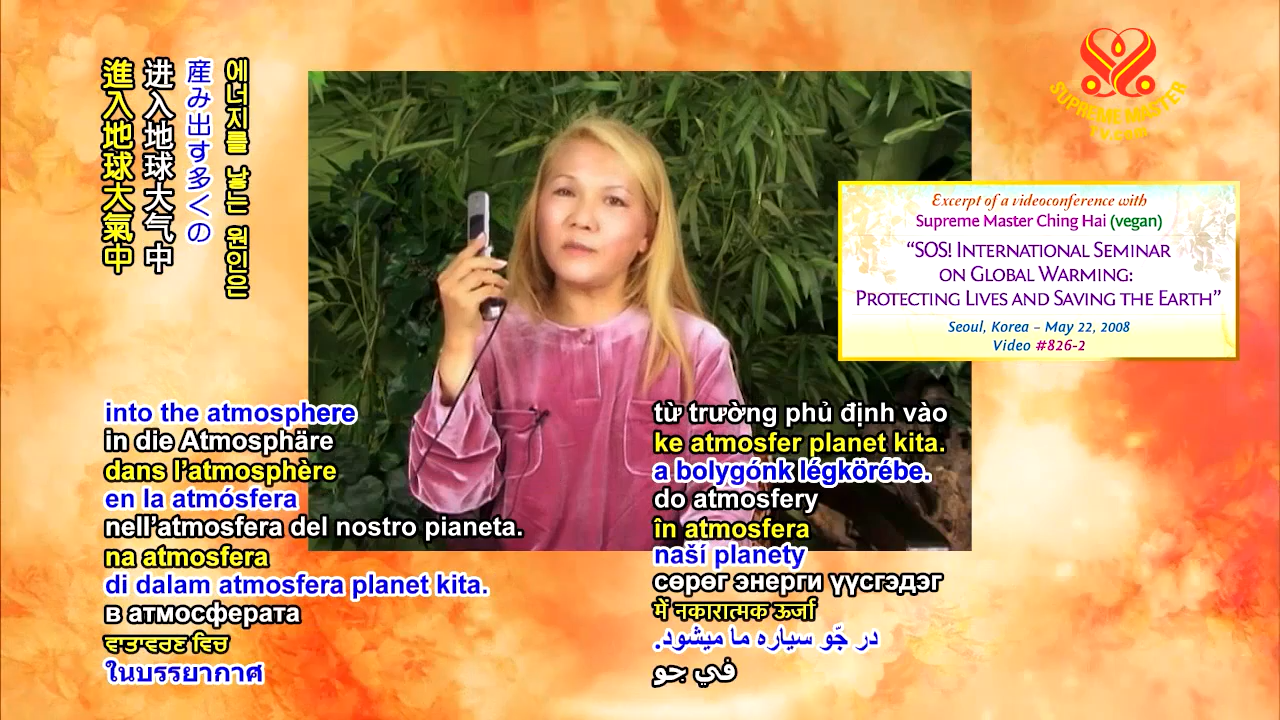 進入地球大氣中
进入地球大气中
産み出す多くの
에너지를 낳는 원인은
SUPREME MASTER
TV.com
Excerpt of a videoconference with
Supreme Master Ching Hai (vegan)
“SOS! International Seminar
on Global Warming:
Protecting Lives and Saving the Earth”
Seoul, Korea – May 22, 2008
Video #826-2
into the atmosphere
in die Atmosphäre
dans l’atmosphère
en la atmósfera
nell’atmosfera del nostro pianeta.
na atmosfera
di dalam atmosfera planet kita.
в атмосферата
ਵਾਤਾਵਰਣ ਵਿਚ
ในบรรยากาศ
từ trường phủ định vào
ke atmosfer planet kita.
a bolygónk légkörébe.
do atmosfery
în atmosfera
naší planety
сөрөг энерги үүсгэдэг
में नकारात्मक ऊर्जा
در جّو سیاره ما میشود.
في جو